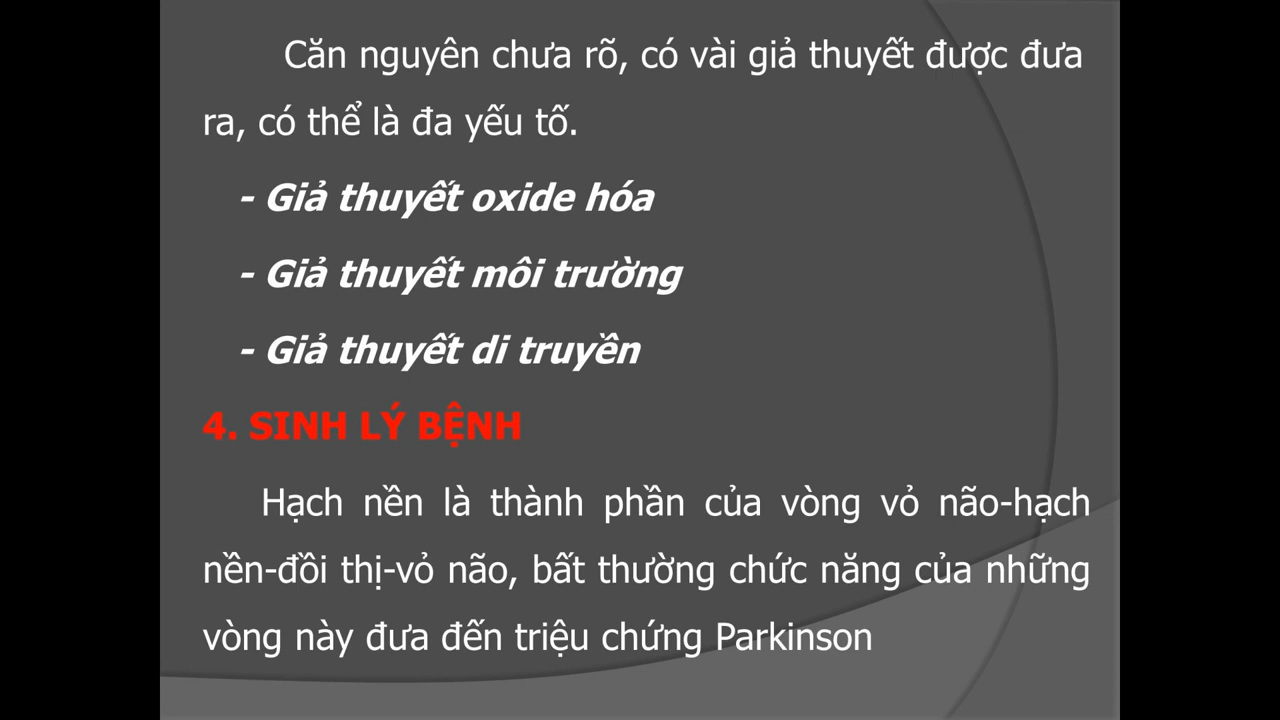 Căn nguyên chưa rõ, có vài giả thuyết được đưa
ra, có thể là đa yếu tố.
- Giả thuyết oxide hóa
- Giả thuyết môi trường
- Giả thuyết di truyền
4. SINH LÝ BỆNH
Hạch nền là thành phần của vòng vỏ não-hạch
nền-đồi thị-vỏ não, bất thường chức năng của những
vòng này đưa đến triệu chứng Parkinson